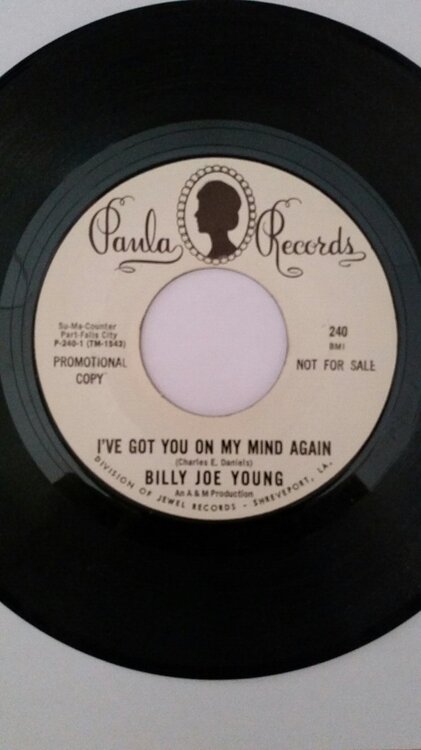 Paula Records
Su-Ma-Counter
Part-Falls City
P-240-1 (TM-1543)
PROMOTIONAL
COPY
240
BMI
NOT FOR SALE
I'VE GOT YOU ON MY MIND AGAIN
(Charles E. Daniels)
BILLY JOE YOUNG
An A & M Production
DIVISION OF JEWEL RECORDS - SHREVEPORT, LA.